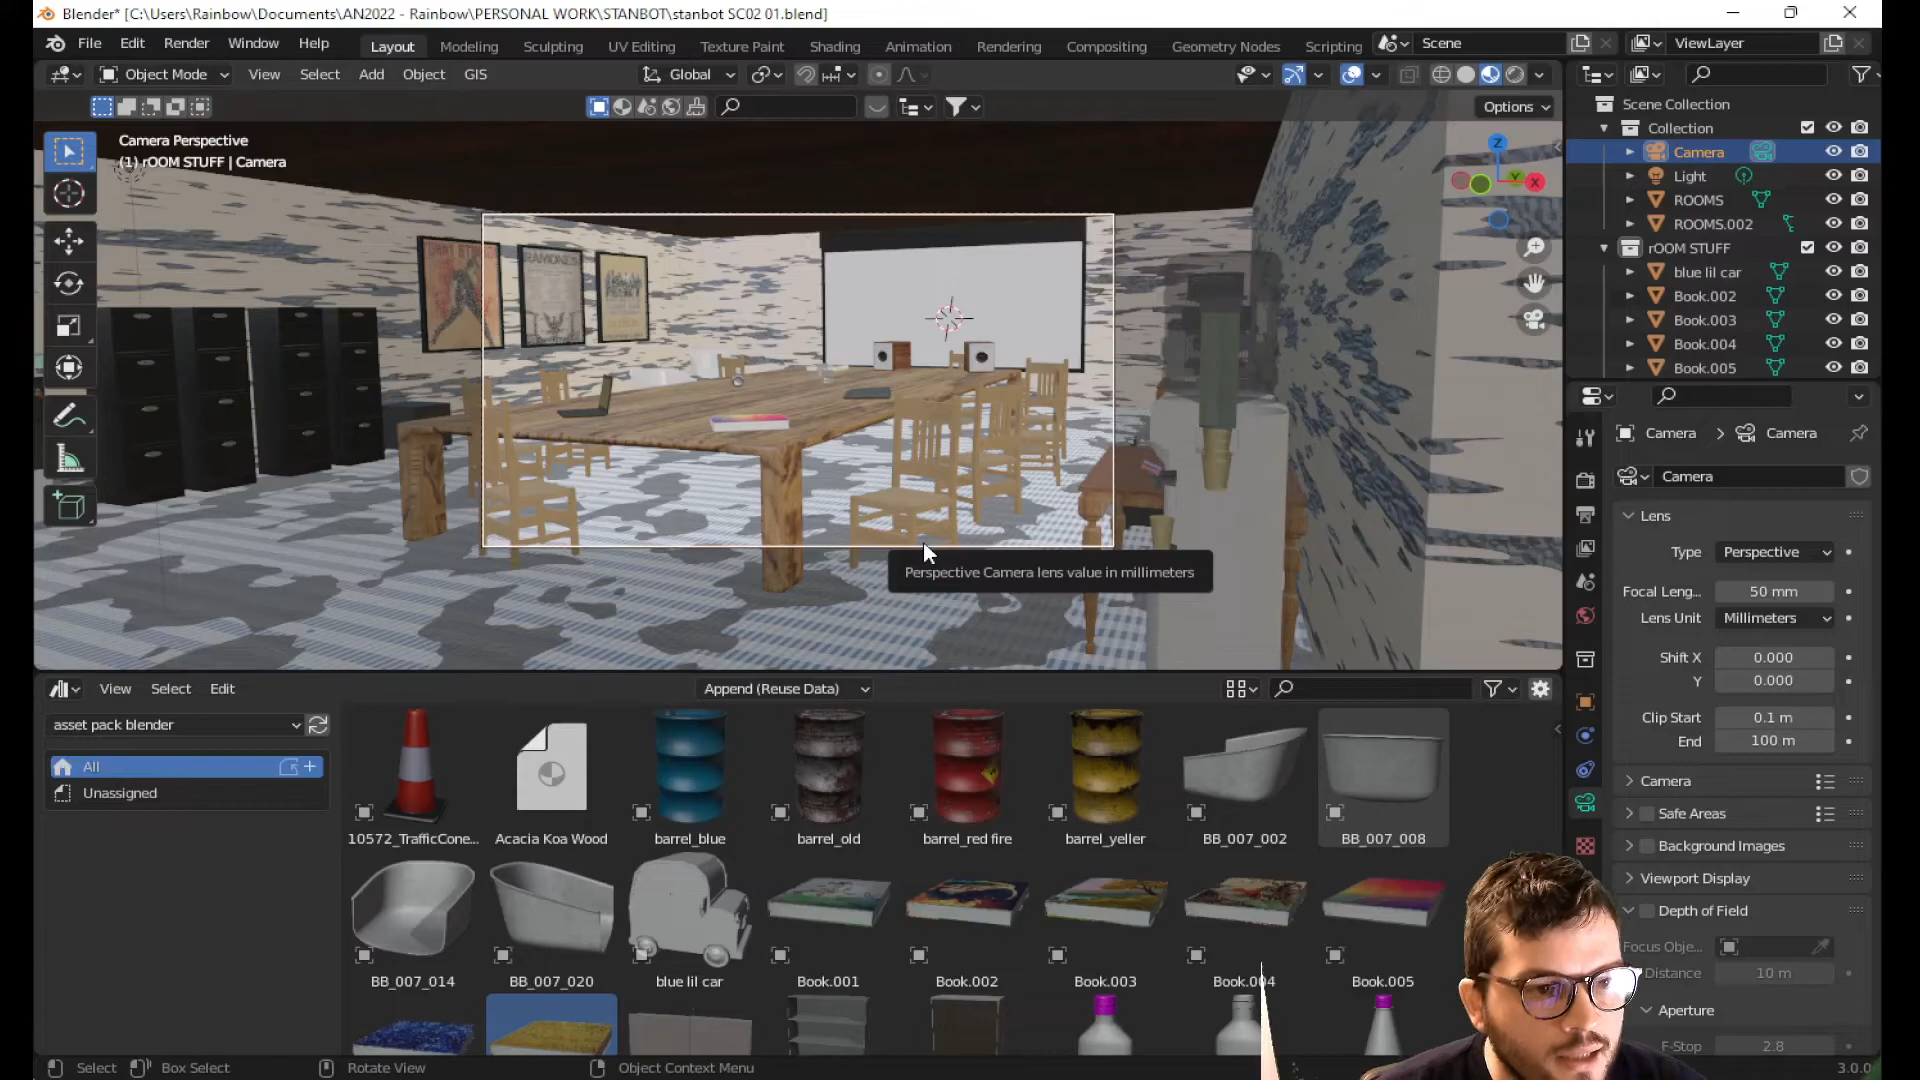 Blender* [C:\Users\Rainbow\Documents\AN2022 - Rainbow\PERSONAL WORK\STANBOT\stanbot SC02 01.blend]
File Edit Render Window Help Layout Modeling Sculpting UV Editing Texture Paint Shading Animation Rendering Compositing Geometry Nodes Scripting Scene ViewLayer
Object Mode View Select Add Object GIS Global
Options
Camera Perspective
(1) rOOM STUFF | Camera
RAMONES
Z
Y
X
Perspective Camera lens value in millimeters
Scene Collection
Collection
Camera
Light
ROOMS
ROOMS.002
rOOM STUFF
blue lil car
Book.002
Book.003
Book.004
Book.005
Camera > Camera
Camera
Lens
Type Perspective
Focal Leng... 50 mm
Lens Unit Millimeters
Shift X 0.000
Y 0.000
Clip Start 0.1 m
End 100 m
Camera
Safe Areas
Background Images
Viewport Display
Depth of Field
Focus Obje...
Distance 10 m
Aperture
F-Stop 2.8
View Select Edit Append (Reuse Data)
asset pack blender
All
Unassigned
10572_TrafficCone... Acacia Koa Wood barrel_blue barrel_old barrel_red fire barrel_yeller BB_007_002 BB_007_008
BB_007_014 BB_007_020 blue lil car Book.001 Book.002 Book.003 Book.004 Book.005
Select Box Select Rotate View Object Context Menu 3.0.0